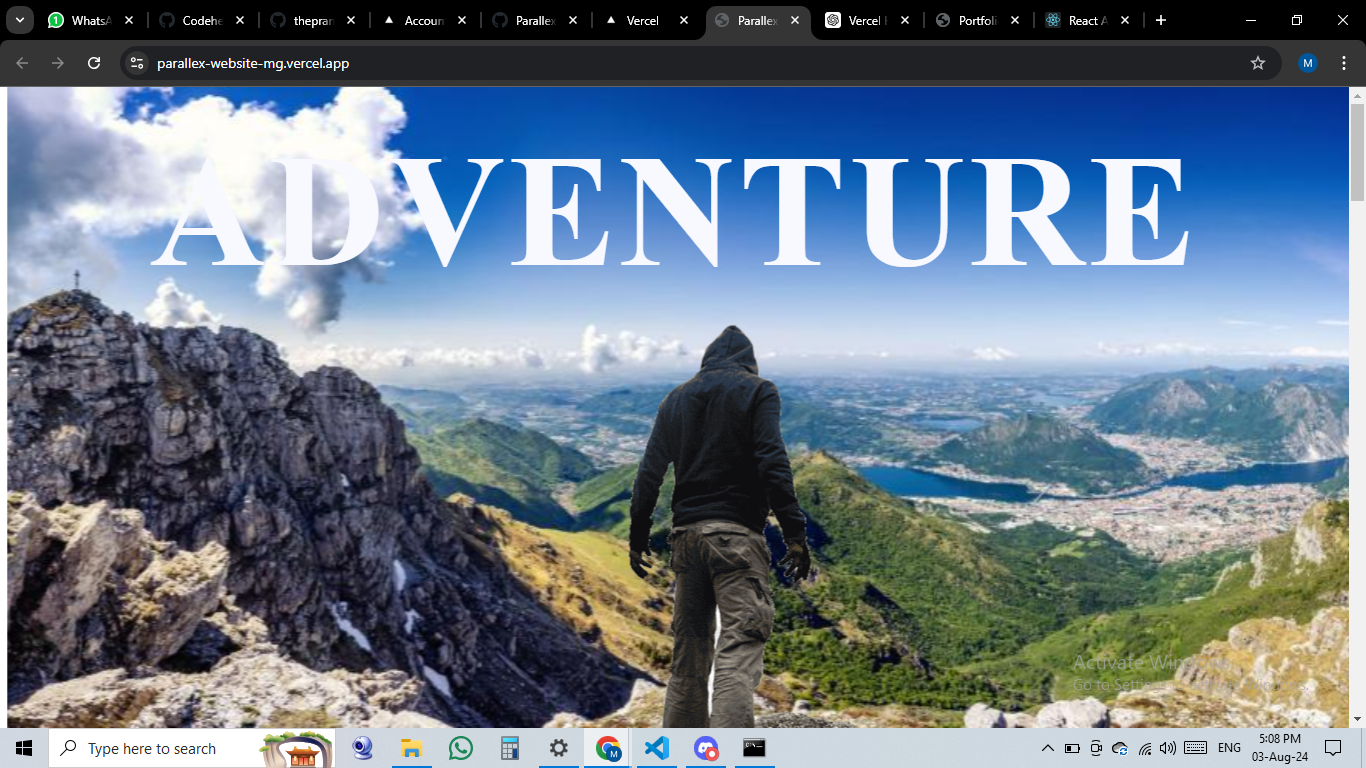 WhatsA
Codehe
thepran
Accoun
Parallex
Vercel
Parallex
Vercel
Portfoli
React A
parallex-website-mg.vercel.app
M
ADVENTURE
Activate Win
Go to Setti
Type here to search
M
ENG
5:08 PM
03-Aug-24